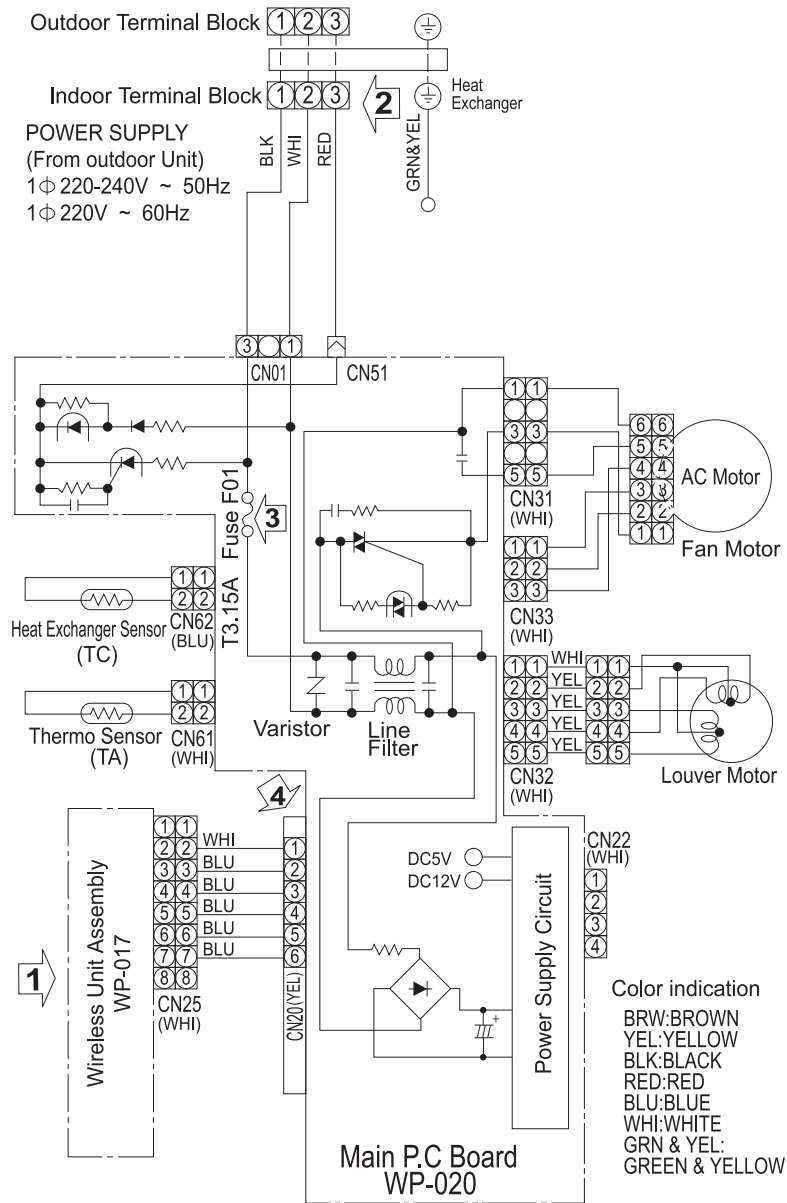 Outdoor Terminal Block 1 2 3
Indoor Terminal Block 1 2 3
2
Heat
Exchanger
POWER SUPPLY
(From outdoor Unit)
1Φ 220-240V ~ 50Hz
1Φ 220V ~ 60Hz
BLK
WHI
RED
GRN&YEL
3 1
CN01
CN51
Fuse F01
T3.15A
3
1 1
3 3
5 5
CN31
(WHI)
6 6
5 5
4 4
3 3
2 2
1 1
AC Motor
Fan Motor
1 1
2 2
3 3
CN33
(WHI)
1 1
2 2
CN62
(BLU)
Heat Exchanger Sensor
(TC)
1 1
2 2
CN61
(WHI)
Thermo Sensor
(TA)
Varistor
Line
Filter
1 1 WHI 1 1
2 2 YEL 2 2
3 3 YEL 3 3
4 4 YEL 4 4
5 5 YEL 5 5
CN32
(WHI)
Louver Motor
4
1
Wireless Unit Assembly
WP-017
1 1
2 2 WHI 1
3 3 BLU 2
4 4 BLU 3
5 5 BLU 4
6 6 BLU 5
7 7 BLU 6
8 8
CN25
(WHI)
CN20(YEL)
DC5V
DC12V
Power Supply Circuit
CN22
(WHI)
1
2
3
4
+
Main P.C Board
WP-020
Color indication
BRW:BROWN
YEL:YELLOW
BLK:BLACK
RED:RED
BLU:BLUE
WHI:WHITE
GRN & YEL:
GREEN & YELLOW